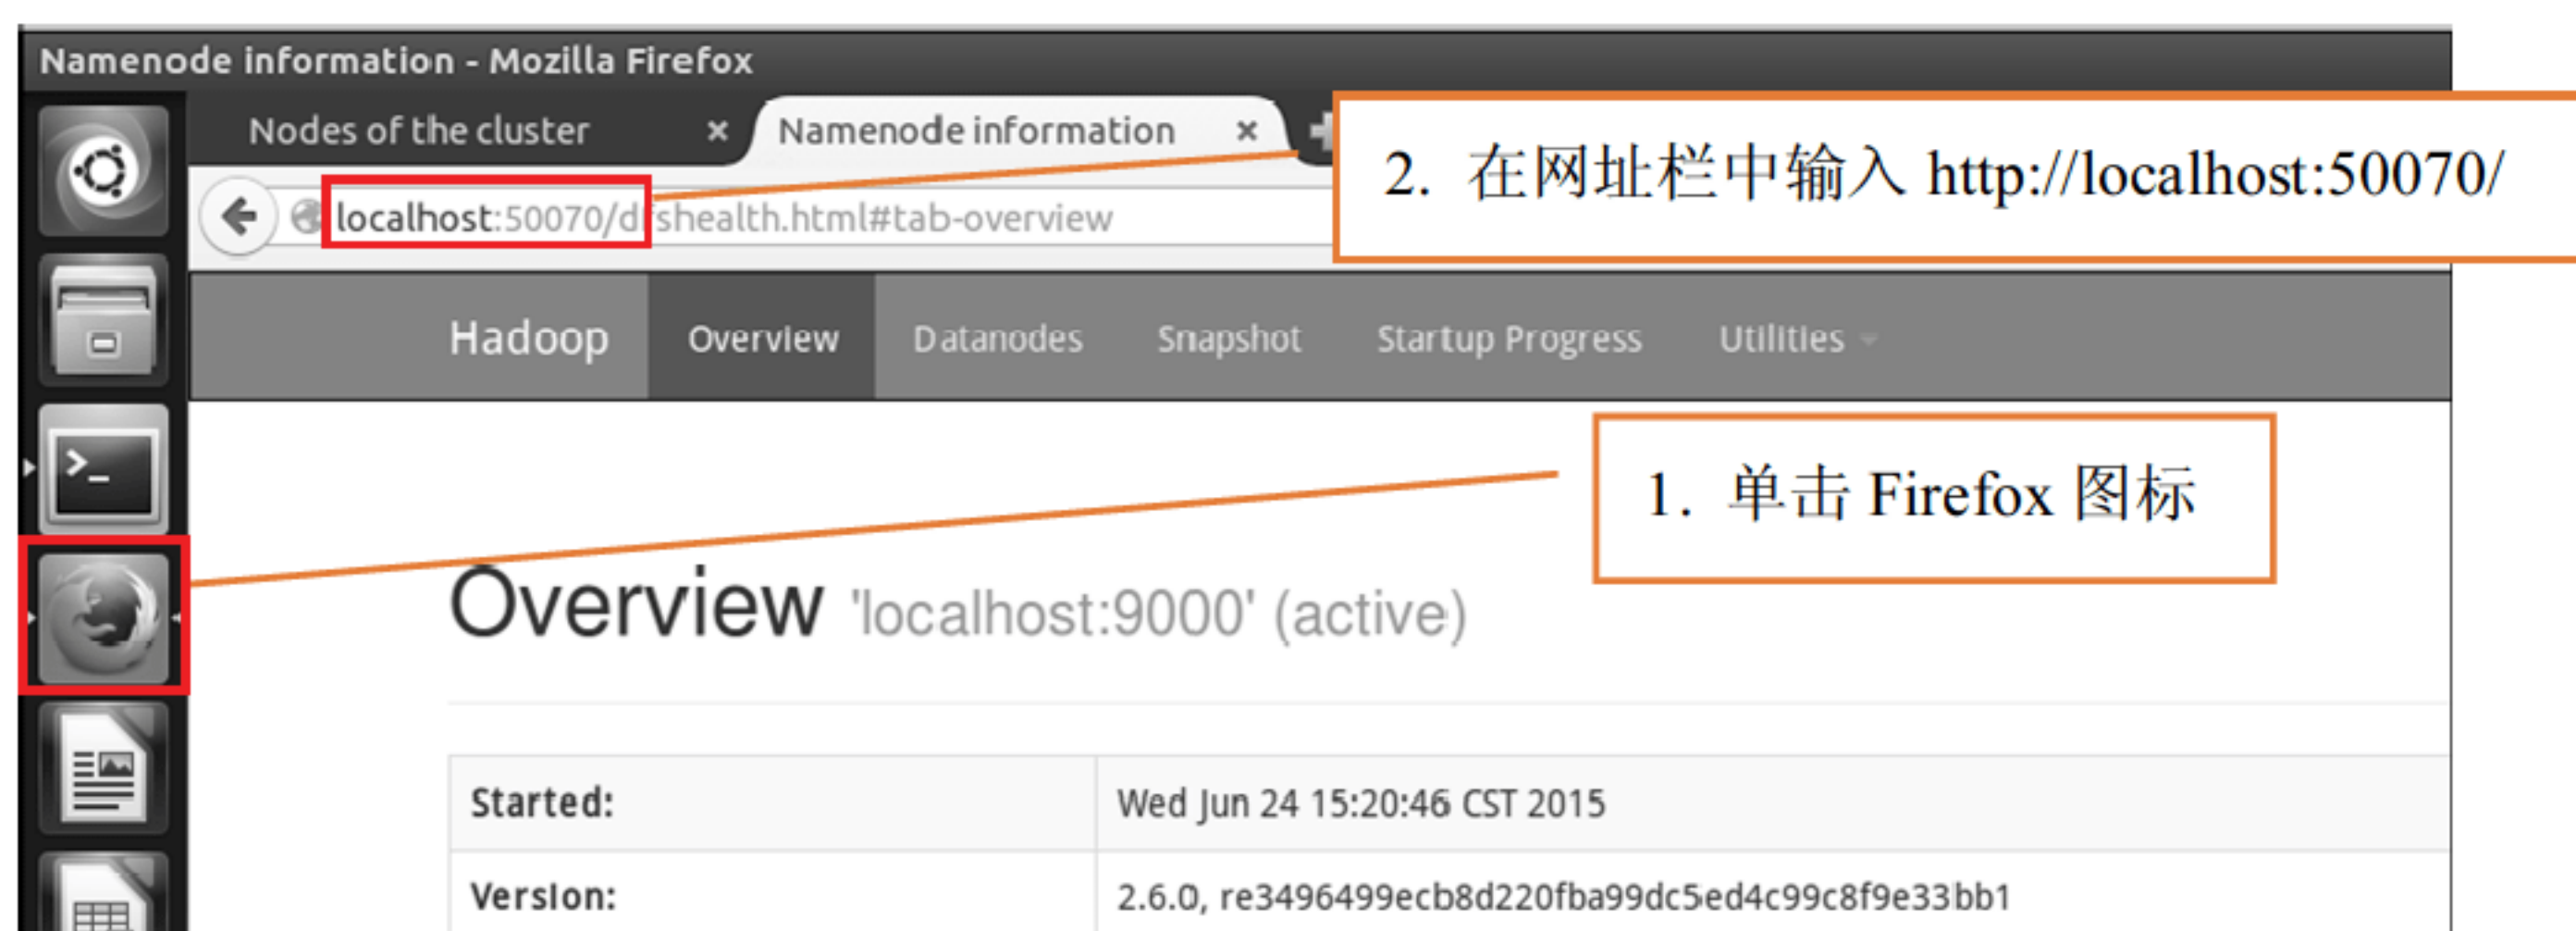 Namenode information - Mozilla Firefox
Nodes of the cluster
Namenode information
2. 在网址栏中输入 http://localhost:50070/
localhost:50070/dfshealth.html#tab-overview
Hadoop Overview Datanodes Snapshot Startup Progress Utilities
1. 单击 Firefox 图标
Overview 'localhost:9000' (active)
Started: Wed Jun 24 15:20:46 CST 2015
Version: 2.6.0, re3496499ecb8d220fba99dc5ed4c99c8f9e33bb1